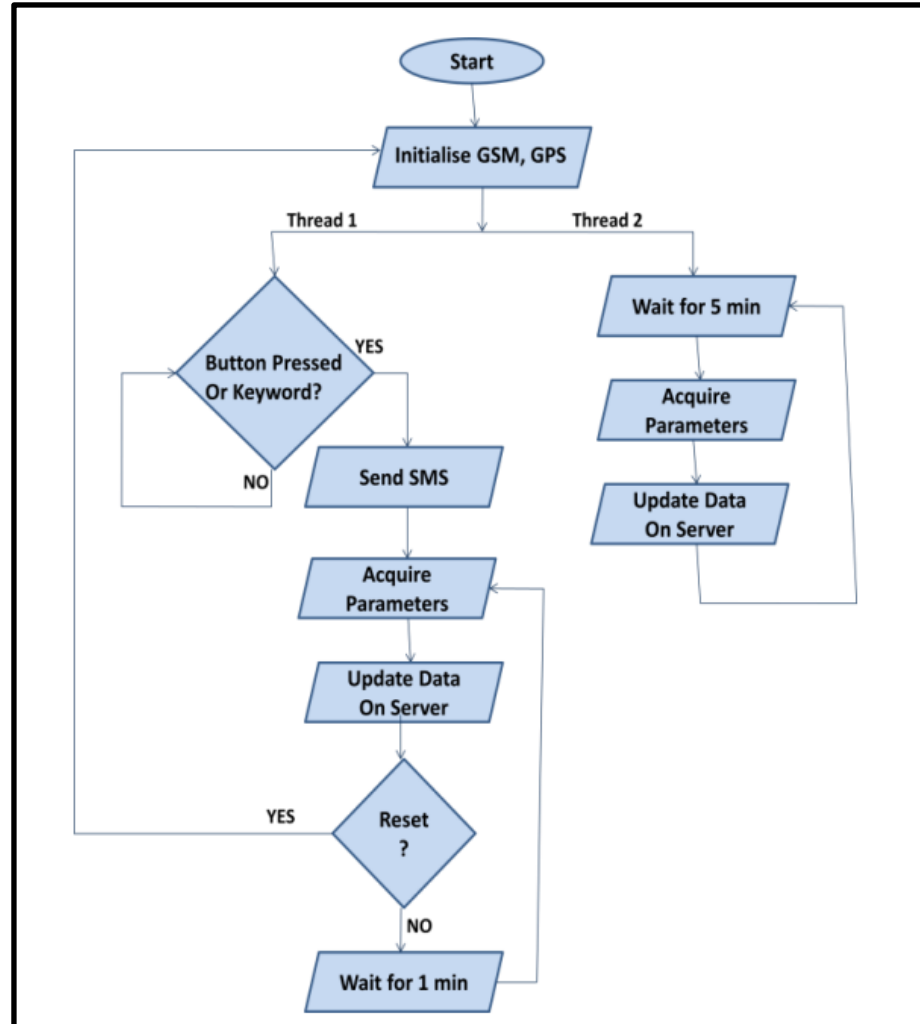 Start
Initialise GSM, GPS
Thread 1
Thread 2
Button Pressed
Or Keyword?
YES
NO
Send SMS
Acquire
Parameters
Update Data
On Server
Reset
?
YES
NO
Wait for 1 min
Wait for 5 min
Acquire
Parameters
Update Data
On Server